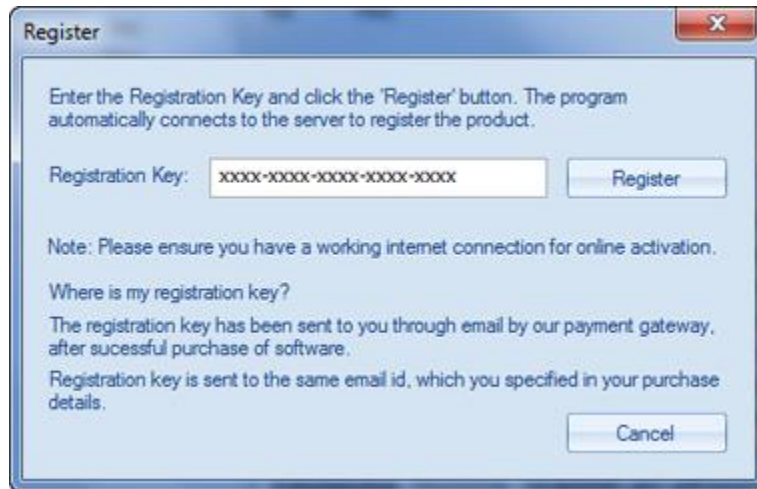 Register
Enter the Registration Key and click the 'Register' button. The program
automatically connects to the server to register the product.
Registration Key: xxxx-xxxx-xxxx-xxxx-xxxx Register
Note: Please ensure you have a working internet connection for online activation.
Where is my registration key?
The registration key has been sent to you through email by our payment gateway,
after sucessful purchase of software.
Registration key is sent to the same email id, which you specified in your purchase
details.
Cancel